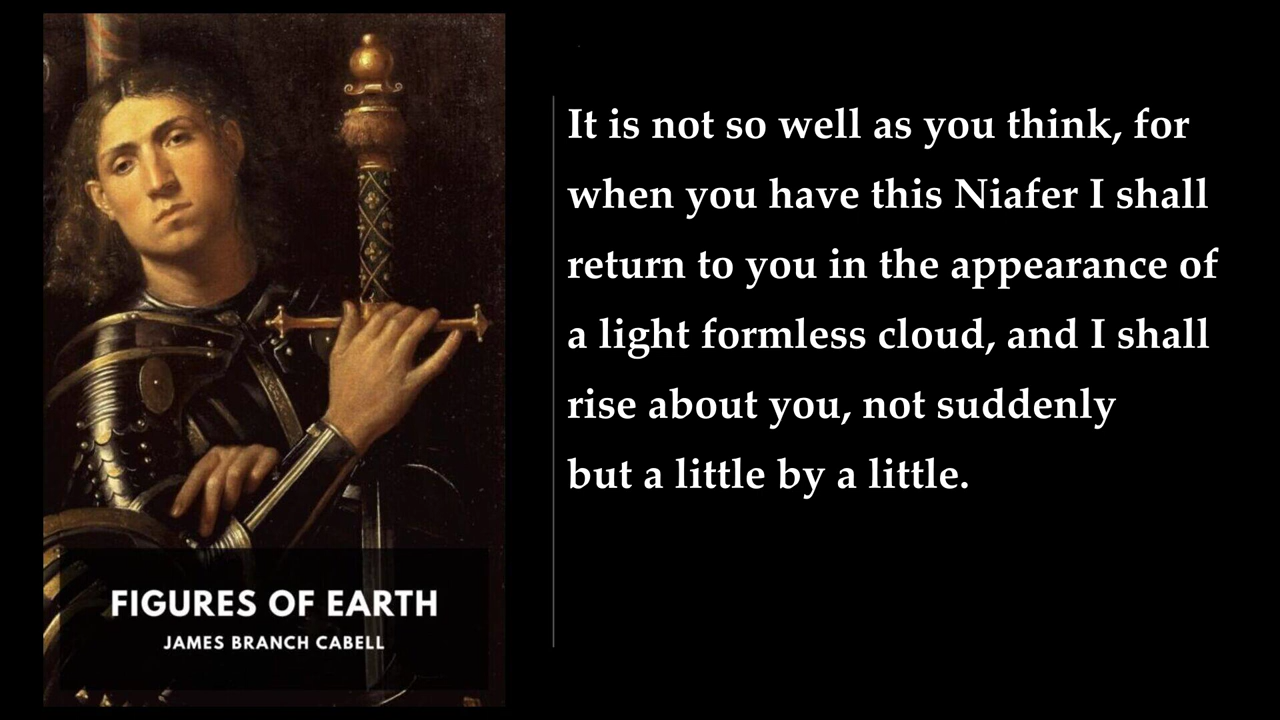 It is not so well as you think, for
when you have this Niafer I shall
return to you in the appearance of
a light formless cloud, and I shall
rise about you, not suddenly
but a little by a little.
FIGURES OF EARTH
JAMES BRANCH CABELL